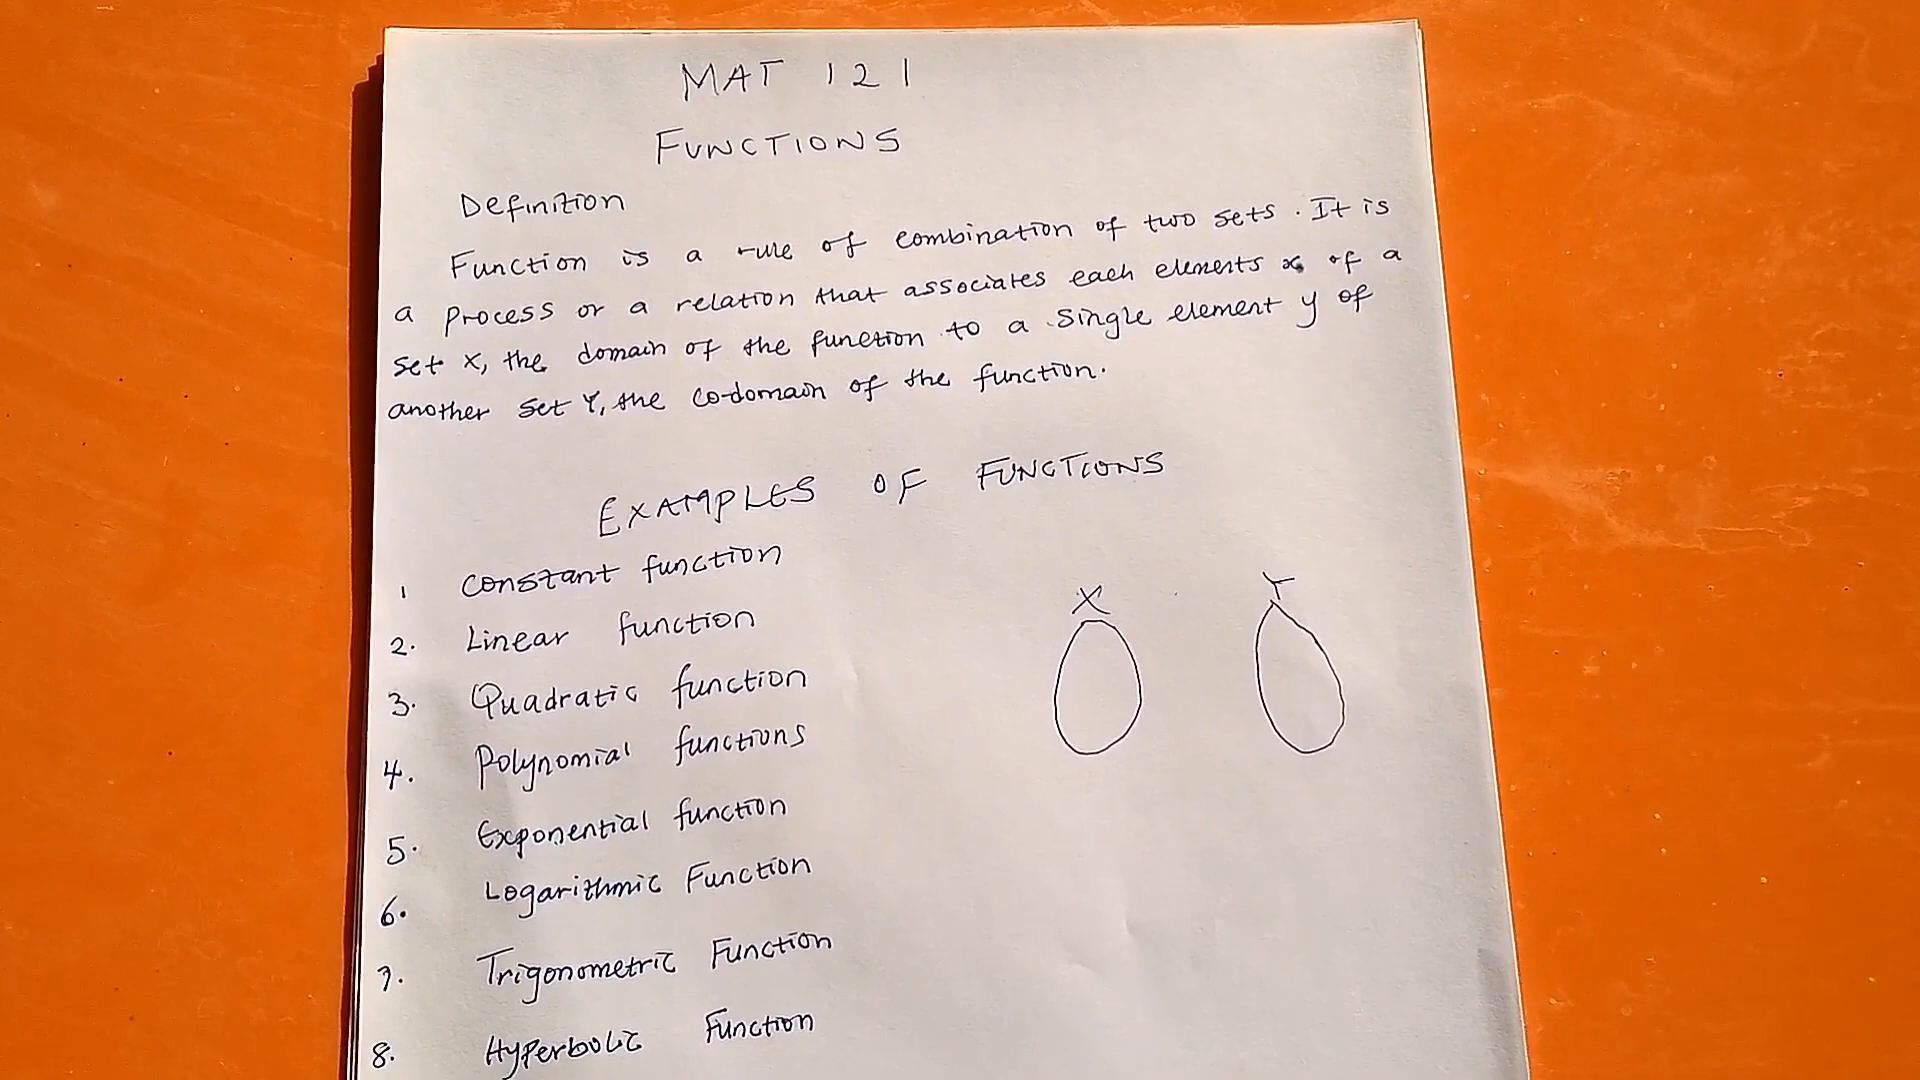 MAT 121
FUNCTIONS
Definition
Function is a rule of combination of two sets. It is
a process or a relation that associates each elements x of a
set X, the domain of the function to a single element y of
another set Y, the co-domain of the function.
EXAMPLES OF FUNCTIONS
1 Constant function
2. Linear function
3. Quadratic function
4. Polynomial functions
5. Exponential function
6. Logarithmic Function
7. Trigonometric Function
8. Hyperbolic Function
X Y